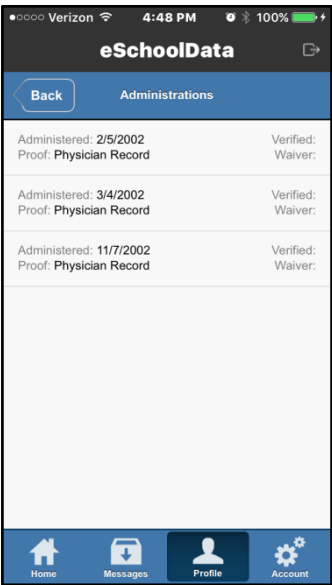 Verizon 4:48 PM 100%
eSchoolData
Back Administrations
Administered: 2/5/2002 Verified:
Proof: Physician Record Waiver:
Administered: 3/4/2002 Verified:
Proof: Physician Record Waiver:
Administered: 11/7/2002 Verified:
Proof: Physician Record Waiver:
Home Messages Profile Account